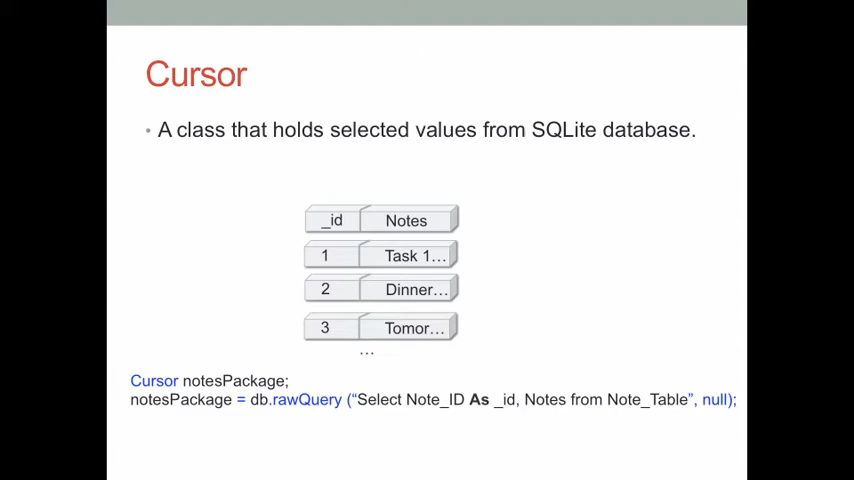 Cursor
• A class that holds selected values from SQLite database.
_id Notes
1 Task 1…
2 Dinner…
3 Tomor…
…
Cursor notesPackage;
notesPackage = db.rawQuery (“Select Note_ID As _id, Notes from Note_Table”, null);